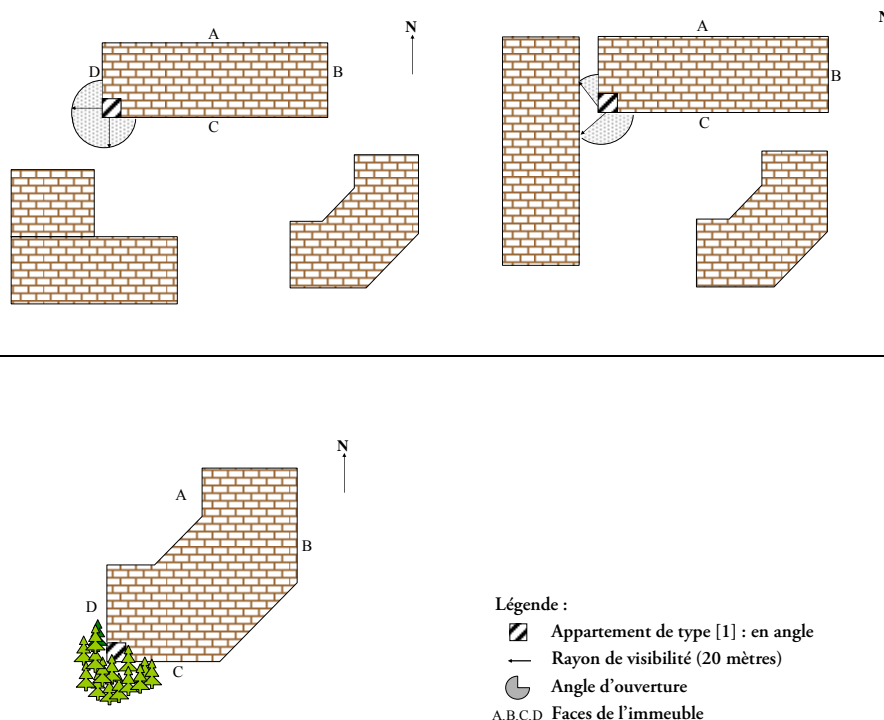 A
N
D
B
C
A
N
B
C
N
A
B
D
C
Légende :
Appartement de type [1] : en angle
Rayon de visibilité (20 mètres)
Angle d'ouverture
A,B,C,D Faces de l'immeuble